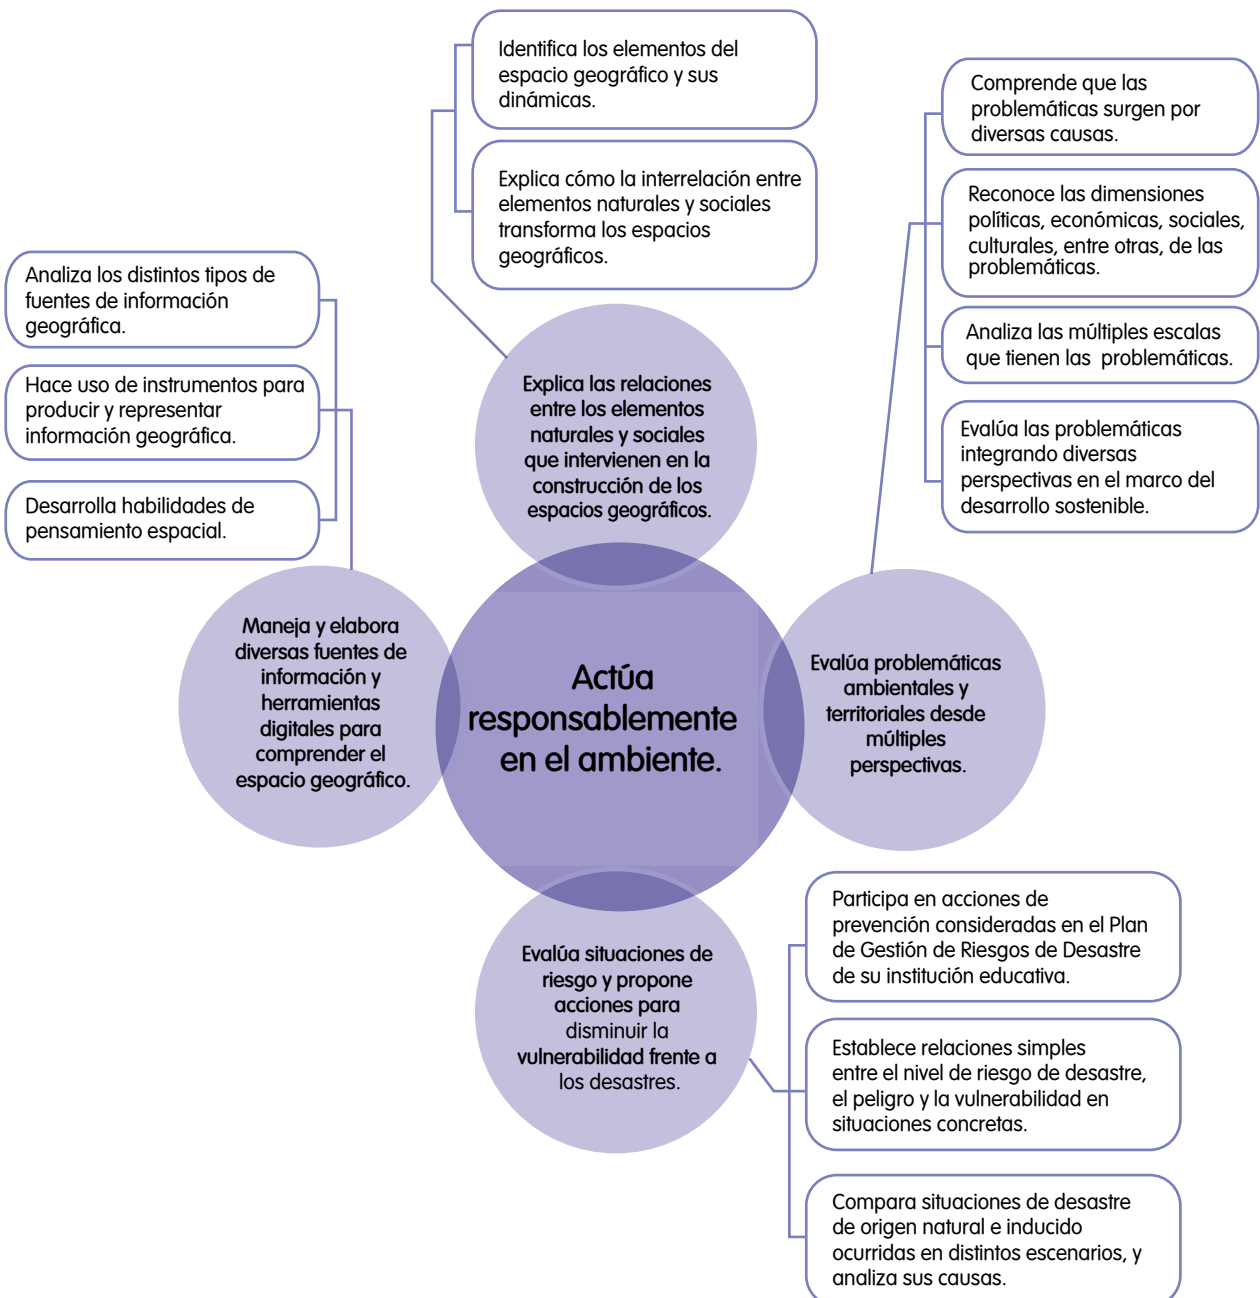 Identifica los elementos del
espacio geográfico y sus
dinámicas.
Explica cómo la interrelación entre
elementos naturales y sociales
transforma los espacios
geográficos.
Comprende que las
problemáticas surgen por
diversas causas.
Reconoce las dimensiones
políticas, económicas, sociales,
culturales, entre otras, de las
problemáticas.
Analiza las múltiples escalas
que tienen las problemáticas.
Evalúa las problemáticas
integrando diversas
perspectivas en el marco del
desarrollo sostenible.
Analiza los distintos tipos de
fuentes de información
geográfica.
Hace uso de instrumentos para
producir y representar
información geográfica.
Desarrolla habilidades de
pensamiento espacial.
Explica las relaciones
entre los elementos
naturales y sociales
que intervienen en la
construcción de los
espacios geográficos.
Maneja y elabora
diversas fuentes de
información y
herramientas
digitales para
comprender el
espacio geográfico.
Actúa
responsablemente
en el ambiente.
Evalúa problemáticas
ambientales y
territoriales desde
múltiples
perspectivas.
Evalúa situaciones de
riesgo y propone
acciones para
disminuir la
vulnerabilidad frente a
los desastres.
Participa en acciones de
prevención consideradas en el Plan
de Gestión de Riesgos de Desastre
de su institución educativa.
Establece relaciones simples
entre el nivel de riesgo de desastre,
el peligro y la vulnerabilidad en
situaciones concretas.
Compara situaciones de desastre
de origen natural e inducido
ocurridas en distintos escenarios, y
analiza sus causas.